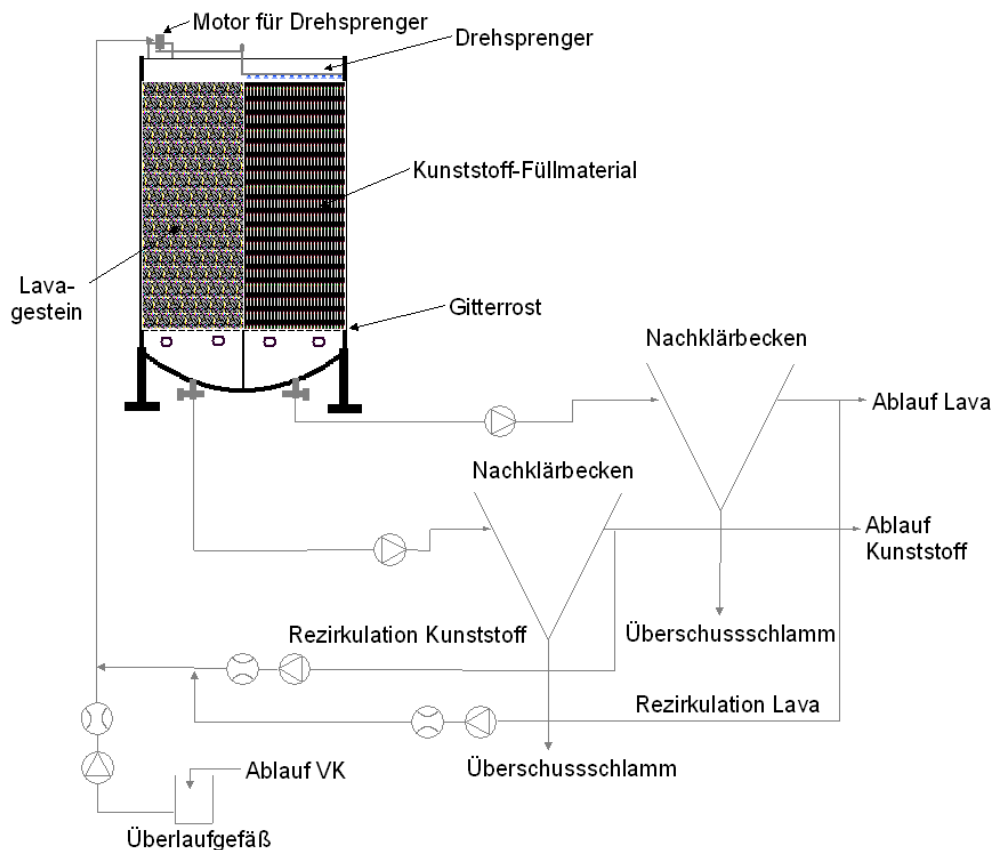 Motor für Drehsprenger
Drehsprenger
Kunststoff-Füllmaterial
Lava-
gestein
Gitterrost
Nachklärbecken
Ablauf Lava
Nachklärbecken
Ablauf
Kunststoff
Überschussschlamm
Rezirkulation Kunststoff
Rezirkulation Lava
Überschussschlamm
Ablauf VK
Überlaufgefäß